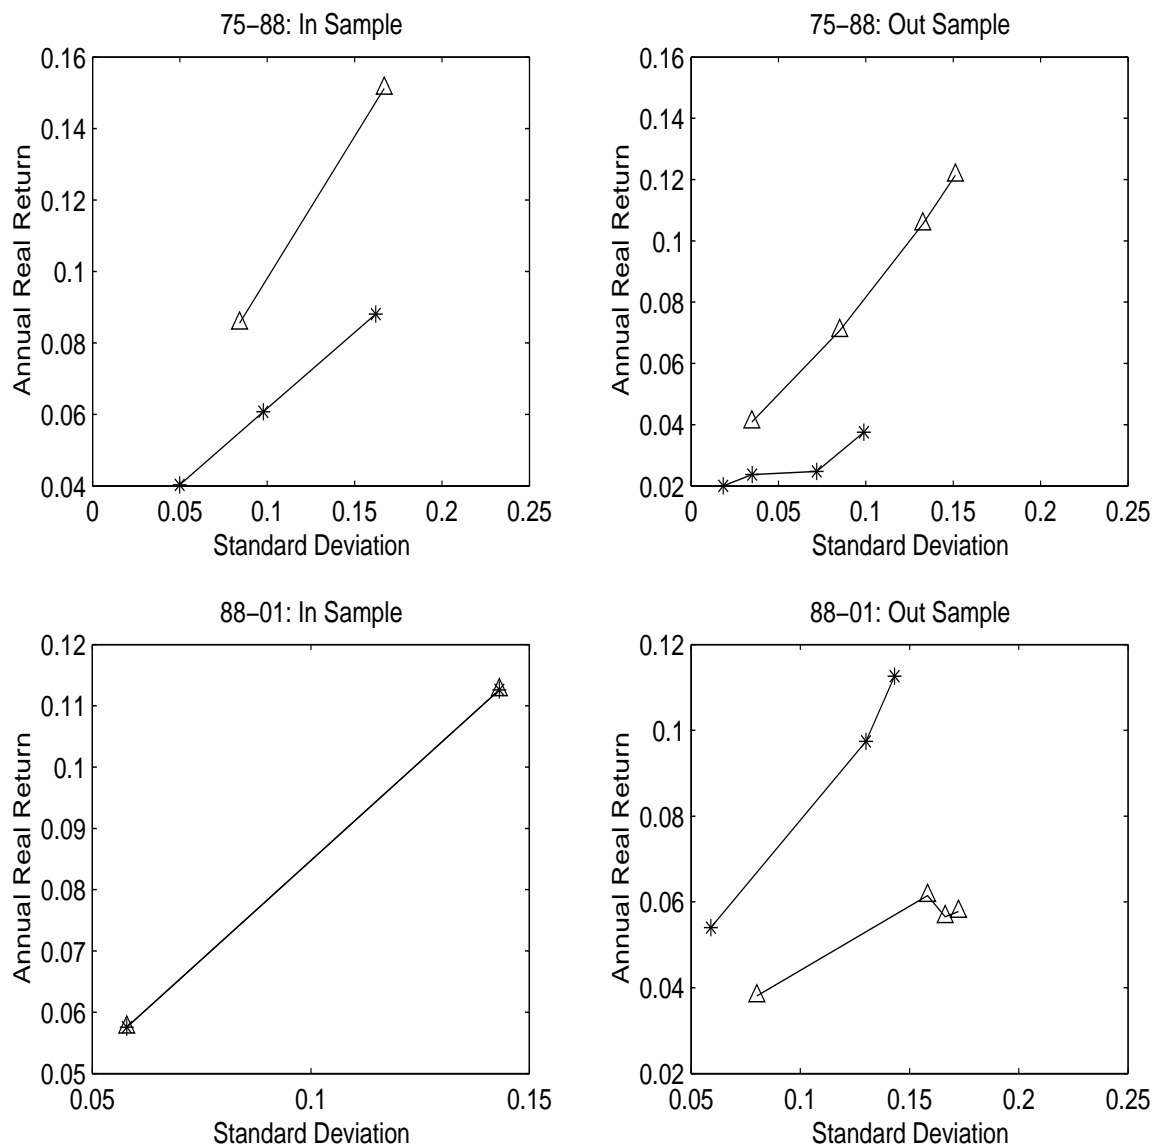 75−88: In Sample
0.16
0.14
0.12
0.1
0.08
0.06
0.04
Annual Real Return
0 0.05 0.1 0.15 0.2 0.25
Standard Deviation
75−88: Out Sample
0.16
0.14
0.12
0.1
0.08
0.06
0.04
0.02
Annual Real Return
0 0.05 0.1 0.15 0.2 0.25
Standard Deviation
88−01: In Sample
0.12
0.11
0.1
0.09
0.08
0.07
0.06
0.05
Annual Real Return
0.05 0.1 0.15
Standard Deviation
88−01: Out Sample
0.12
0.1
0.08
0.06
0.04
0.02
Annual Real Return
0.05 0.1 0.15 0.2 0.25
Standard Deviation